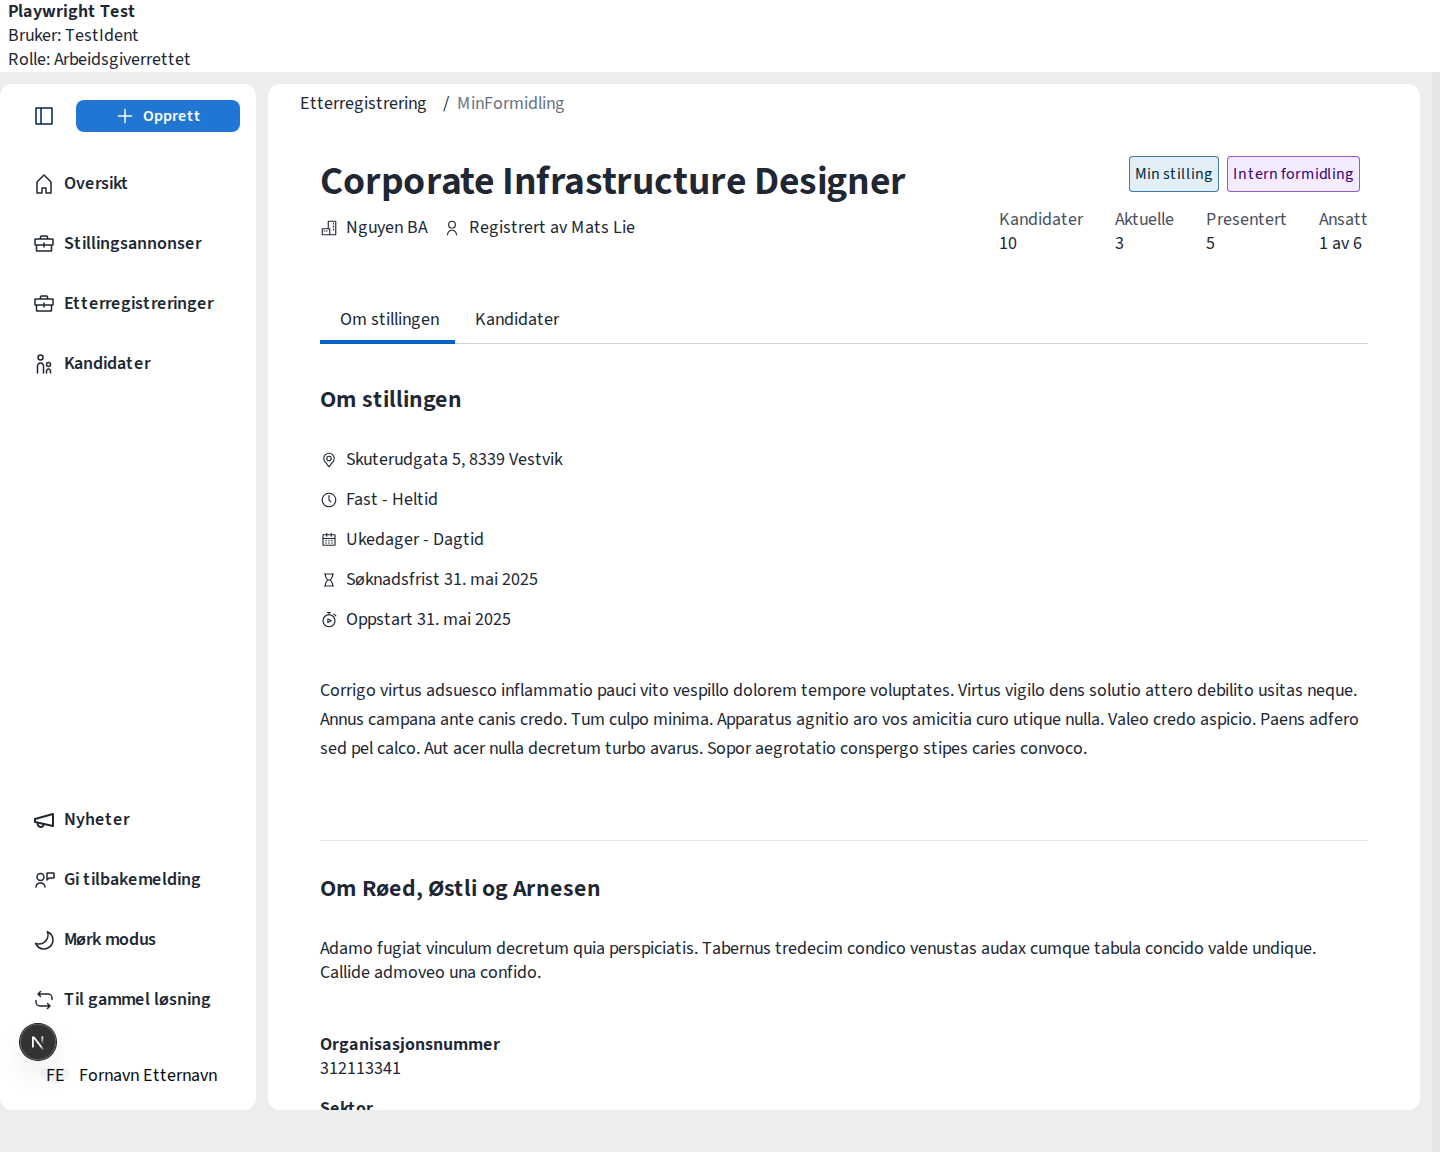 Playwright Test
Bruker: TestIdent
Rolle: Arbeidsgiverrettet
Opprett
Oversikt
Stillingsannonser
Etterregistreringer
Kandidater
Nyheter
Gi tilbakemelding
Mørk modus
Til gammel løsning
N
FE Fornavn Etternavn
Etterregistrering / MinFormidling
Corporate Infrastructure Designer
Min stilling Intern formidling
Nguyen BA Registrert av Mats Lie
Kandidater Aktuelle Presentert Ansatt
10 3 5 1 av 6
Om stillingen Kandidater
Om stillingen
Skuterudgata 5, 8339 Vestvik
Fast - Heltid
Ukedager - Dagtid
Søknadsfrist 31. mai 2025
Oppstart 31. mai 2025
Corrigo virtus adsuesco inflammatio pauci vito vespillo dolorem tempore voluptates. Virtus vigilo dens solutio attero debilito usitas neque.
Annus campana ante canis credo. Tum culpo minima. Apparatus agnitio aro vos amicitia curo utique nulla. Valeo credo aspicio. Paens adfero
sed pel calco. Aut acer nulla decretum turbo avarus. Sopor aegrotatio conspergo stipes caries convoco.
Om Røed, Østli og Arnesen
Adamo fugiat vinculum decretum quia perspiciatis. Tabernus tredecim condico venustas audax cumque tabula concido valde undique.
Callide admoveo una confido.
Organisasjonsnummer
312113341
Sektor